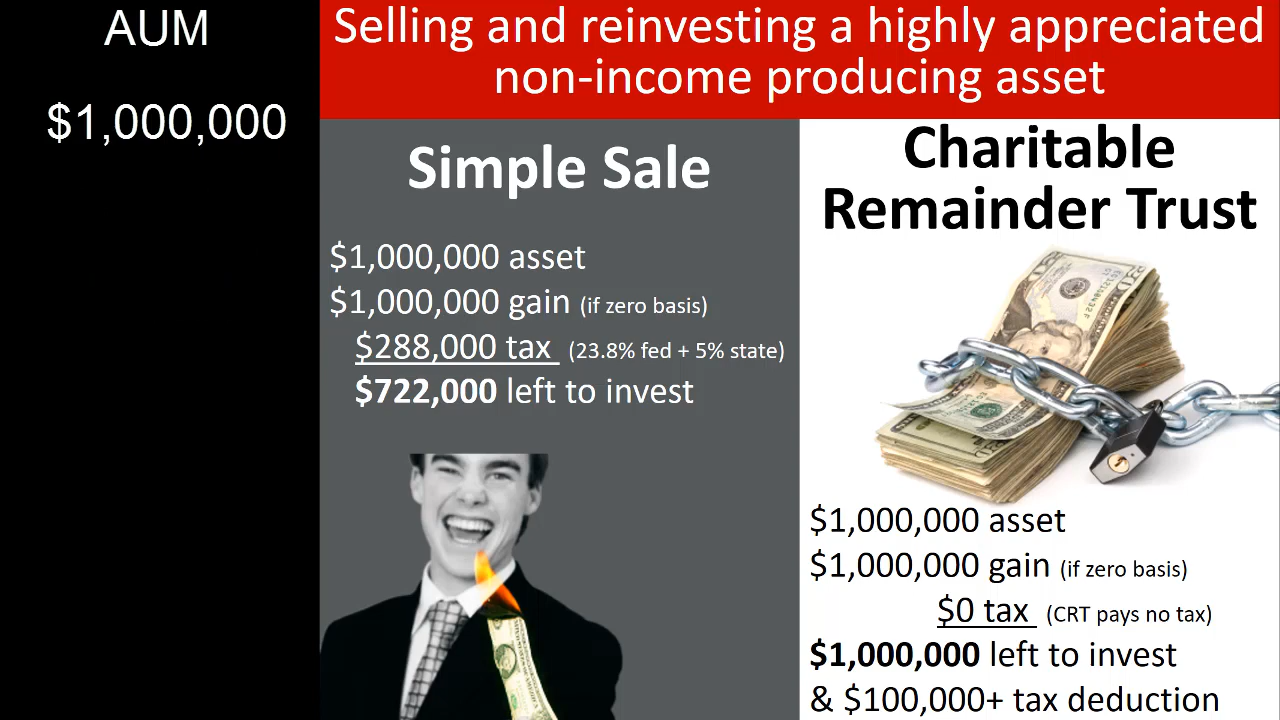 AUM
$1,000,000
Selling and reinvesting a highly appreciated
non-income producing asset
Simple Sale
$1,000,000 asset
$1,000,000 gain (if zero basis)
$288,000 tax (23.8% fed + 5% state)
$722,000 left to invest
Charitable
Remainder Trust
$1,000,000 asset
$1,000,000 gain (if zero basis)
$0 tax (CRT pays no tax)
$1,000,000 left to invest
& $100,000+ tax deduction